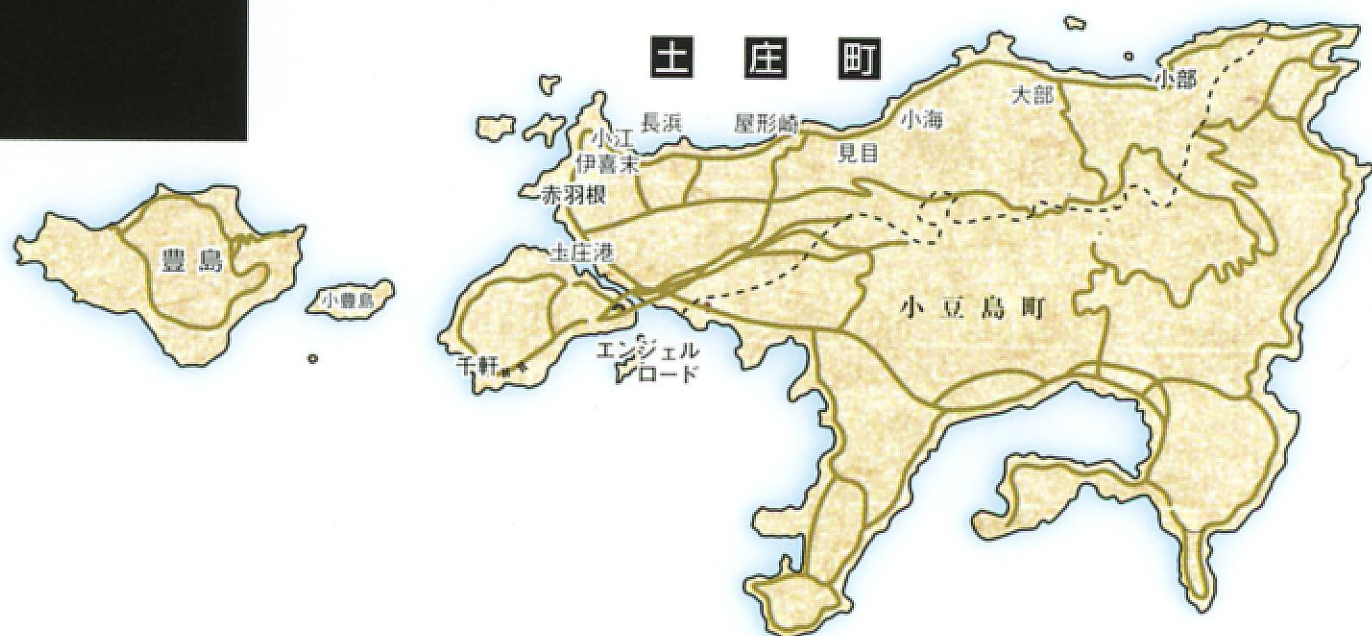 土庄町
小部
大部
小海
長浜
屋形崎
小江
見目
伊喜末
赤羽根
土庄港
豊島
小豊島
小豆島町
エンジェル
ロード
千軒